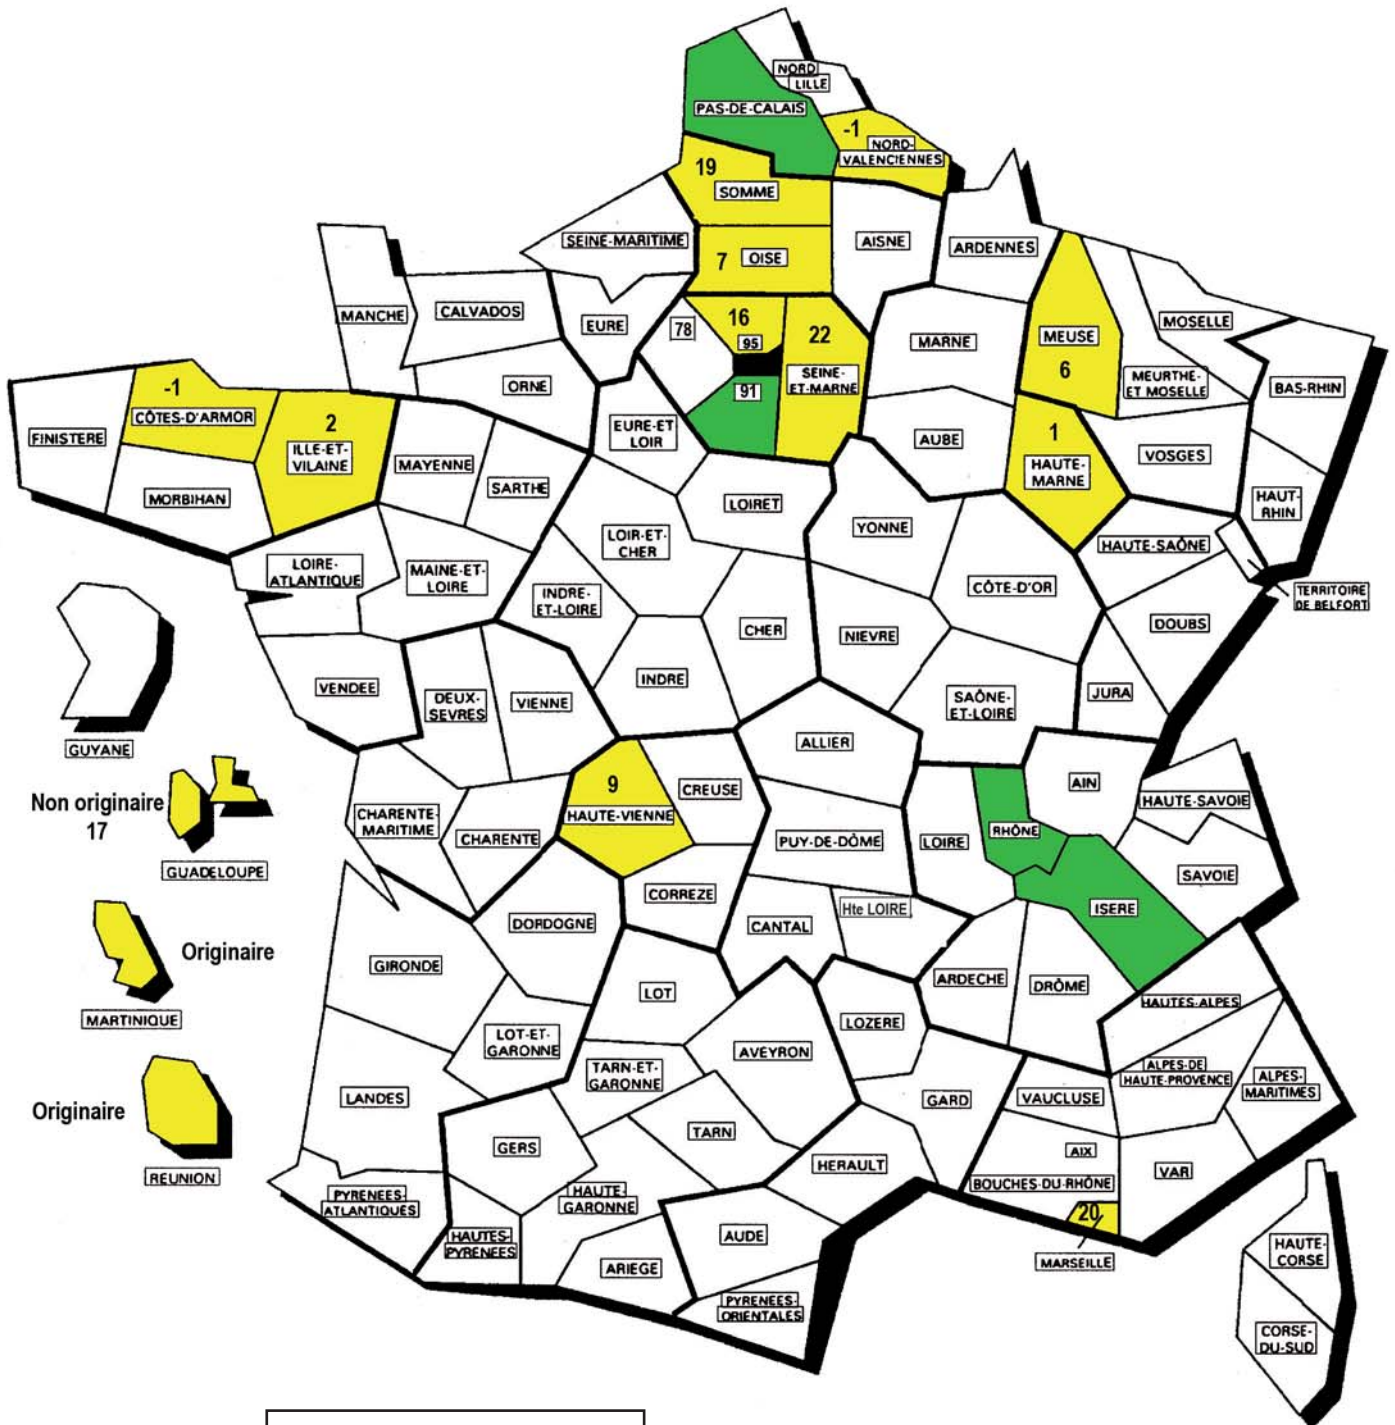 NORD
LILLE
PAS-DE-CALAIS
-1
NORD-
VALENCIENNES
19
SOMME
SEINE-MARITIME
7
OISE
AISNE
ARDENNES
MANCHE
CALVADOS
EURE
78
16
95
22
SEINE-
ET-MARNE
91
MARNE
MEUSE
6
MOSELLE
MEURTHE-
ET MOSELLE
BAS-RHIN
ORNE
-1
CÔTES-D'ARMOR
FINISTERE
2
ILLE-ET-
VILAINE
MORBIHAN
MAYENNE
SARTHE
EURE-ET
LOIR
AUBE
1
HAUTE-
MARNE
VOSGES
HAUT-
RHIN
LOIRET
LOIR-ET-
CHER
YONNE
HAUTE-SAÔNE
TERRITOIRE
DE BELFORT
LOIRE-
ATLANTIQUE
MAINE-ET-
LOIRE
INDRE-
ET-LOIRE
CHER
CÔTE-D'OR
NIEVRE
DOUBS
VENDEE
DEUX-
SEVRES
VIENNE
INDRE
SAÔNE-
ET-LOIRE
JURA
GUYANE
ALLIER
Non originaire
17
GUADELOUPE
CHARENTE-
MARITIME
CHARENTE
9
HAUTE-VIENNE
CREUSE
PUY-DE-DÔME
LOIRE
RHÔNE
AIN
HAUTE-SAVOIE
SAVOIE
CORREZE
DORDOGNE
CANTAL
Hte LOIRE
ISERE
Originaire
MARTINIQUE
GIRONDE
LOT
ARDECHE
DRÔME
HAUTES-ALPES
LOT-ET-
GARONNE
LOZERE
AVEYRON
TARN-ET-
GARONNE
ALPES-DE
HAUTE-PROVENCE
ALPES-
MARITIMES
LANDES
GARD
VAUCLUSE
Originaire
REUNION
GERS
TARN
HERAULT
AIX
BOUCHES-DU-RHÔNE
VAR
PYRENEES-
ATLANTIQUES
HAUTE-
GARONNE
HAUTES-
PYRENEES
AUDE
20
MARSEILLE
ARIEGE
PYRENEES-
ORIENTALES
HAUTE-
CORSE
CORSE-
DU-SUD